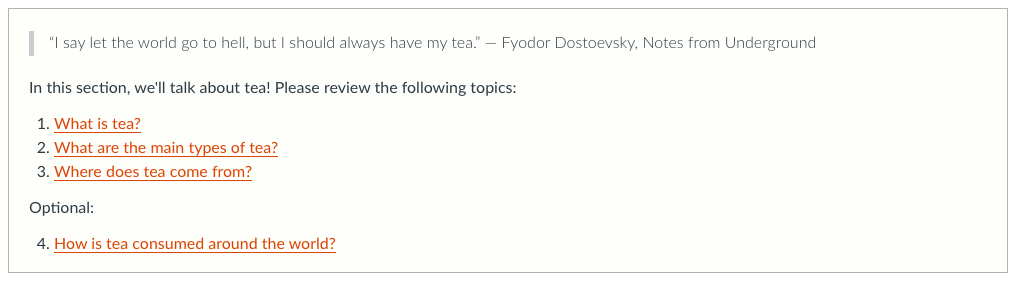 “I say let the world go to hell, but I should always have my tea.” — Fyodor Dostoevsky, Notes from Underground
In this section, we'll talk about tea! Please review the following topics:
1. What is tea?
2. What are the main types of tea?
3. Where does tea come from?
Optional:
4. How is tea consumed around the world?